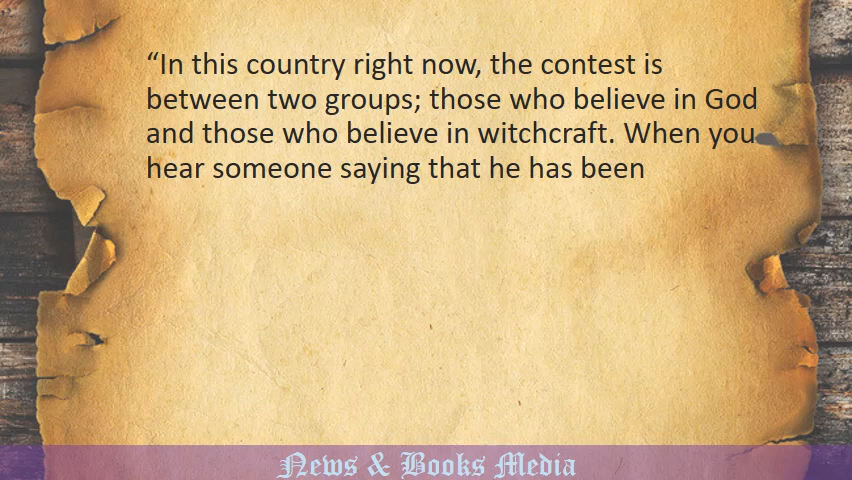 “In this country right now, the contest is
between two groups; those who believe in God
and those who believe in witchcraft. When you
hear someone saying that he has been
News & Books Media